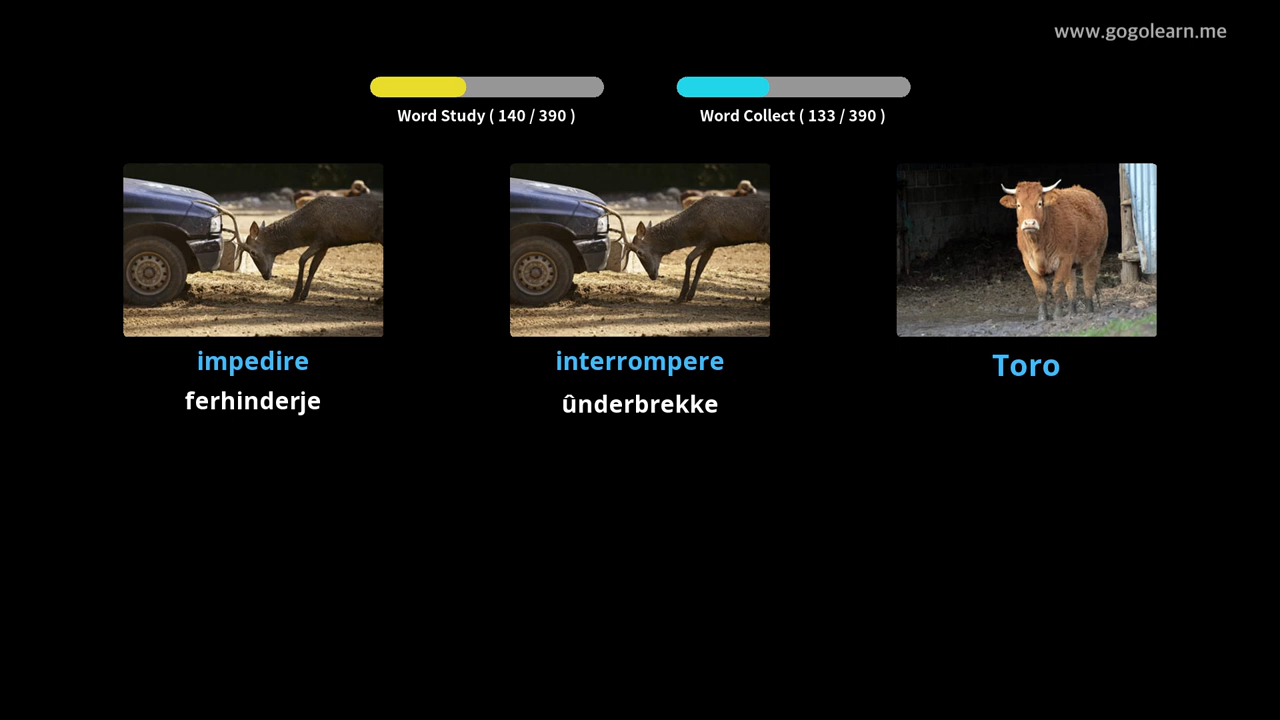 www.gogolearn.me
Word Study ( 140 / 390 )
Word Collect ( 133 / 390 )
impedire
interrompere
Toro
ferhinderje
ûnderbrekke